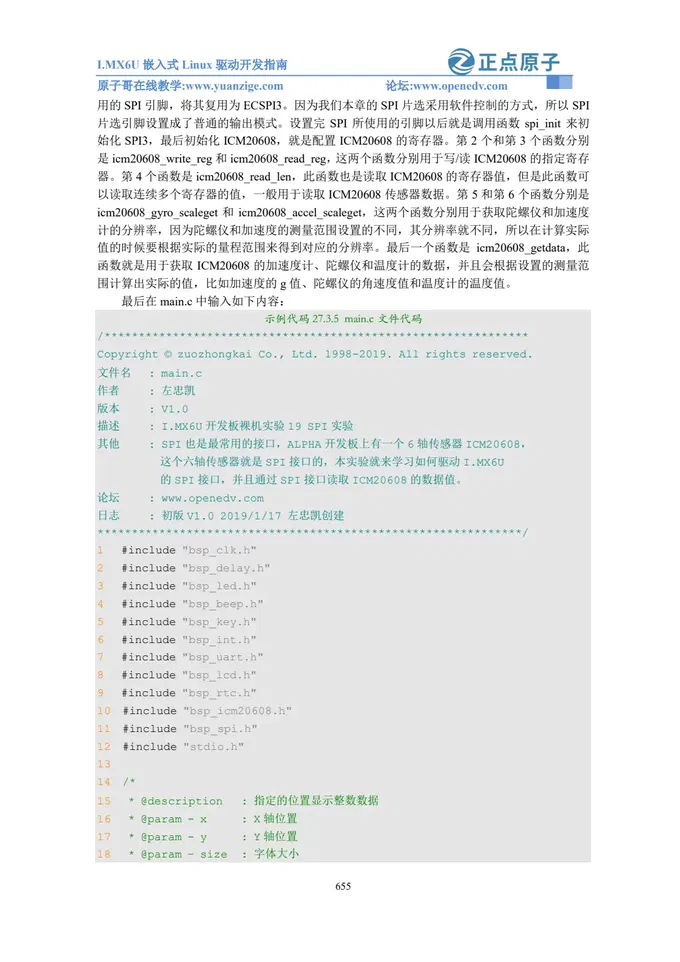 I.MX6U 嵌入式 Linux 驱动开发指南
正点原子
原子哥在线教学:www.yuanzige.com 论坛:www.openedv.com
用的 SPI 引脚，将其复用为 ECSPI3。因为我们本章的 SPI 片选采用软件控制的方式，所以 SPI
片选引脚设置成了普通的输出模式。设置完 SPI 所使用的引脚以后就是调用函数 spi_init 来初
始化 SPI3，最后初始化 ICM20608，就是配置 ICM20608 的寄存器。第 2 个和第 3 个函数分别
是 icm20608_write_reg 和 icm20608_read_reg，这两个函数分别用于写/读 ICM20608 的指定寄存
器。第 4 个函数是 icm20608_read_len，此函数也是读取 ICM20608 的寄存器值，但是此函数可
以读取连续多个寄存器的值，一般用于读取 ICM20608 传感器数据。第 5 和第 6 个函数分别是
icm20608_gyro_scaleget 和 icm20608_accel_scaleget，这两个函数分别用于获取陀螺仪和加速度
计的分辨率，因为陀螺仪和加速度的测量范围设置的不同，其分辨率就不同，所以在计算实际
值的时候要根据实际的量程范围来得到对应的分辨率。最后一个函数是 icm20608_getdata，此
函数就是用于获取 ICM20608 的加速度计、陀螺仪和温度计的数据，并且会根据设置的测量范
围计算出实际的值，比如加速度的 g 值、陀螺仪的角速度值和温度计的温度值。
最后在 main.c 中输入如下内容：
示例代码 27.3.5 main.c 文件代码
/**************************************************************
Copyright © zuozhongkai Co., Ltd. 1998-2019. All rights reserved.
文件名 : main.c
作者 : 左忠凯
版本 : V1.0
描述 : I.MX6U 开发板裸机实验 19 SPI 实验
其他 : SPI 也是最常用的接口，ALPHA 开发板上有一个 6 轴传感器 ICM20608，
这个六轴传感器就是 SPI 接口的，本实验就来学习如何驱动 I.MX6U
的 SPI 接口，并且通过 SPI 接口读取 ICM20608 的数据值。
论坛 : www.openedv.com
日志 : 初版 V1.0 2019/1/17 左忠凯创建
**************************************************************/
1 #include "bsp_clk.h"
2 #include "bsp_delay.h"
3 #include "bsp_led.h"
4 #include "bsp_beep.h"
5 #include "bsp_key.h"
6 #include "bsp_int.h"
7 #include "bsp_uart.h"
8 #include "bsp_lcd.h"
9 #include "bsp_rtc.h"
10 #include "bsp_icm20608.h"
11 #include "bsp_spi.h"
12 #include "stdio.h"
13
14 /*
15 * @description : 指定的位置显示整数数据
16 * @param - x : X 轴位置
17 * @param - y : Y 轴位置
18 * @param - size : 字体大小
655